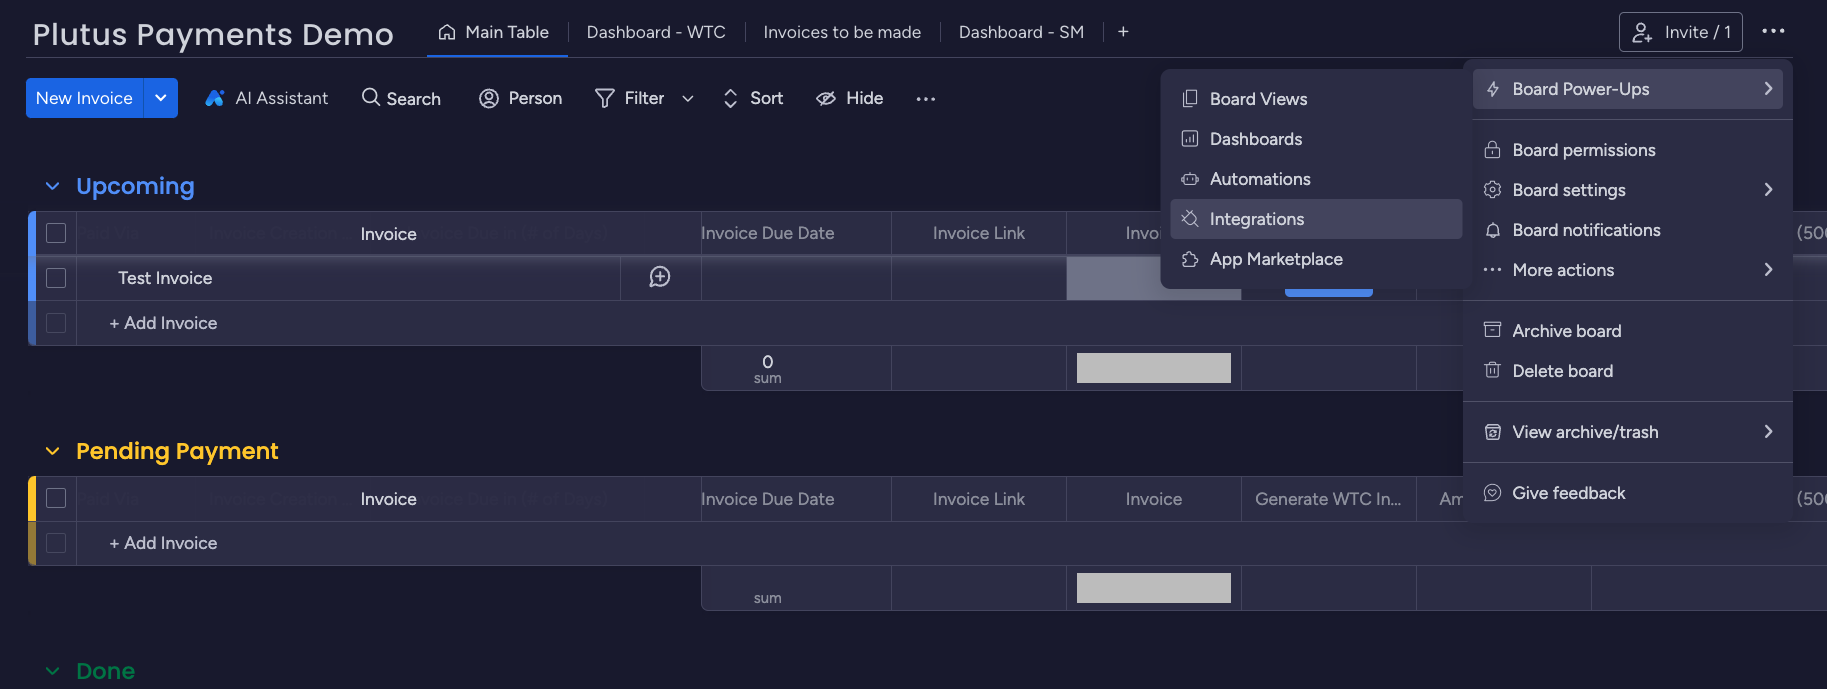 Plutus Payments Demo
Main Table
Dashboard - WTC
Invoices to be made
Dashboard - SM
+
Invite / 1
New Invoice
AI Assistant
Search
Person
Filter
Sort
Hide
Board Views
Dashboards
Automations
Integrations
App Marketplace
Board Power-Ups
Board permissions
Board settings
Board notifications
More actions
Archive board
Delete board
View archive/trash
Give feedback
Upcoming
Invoice
Invoice Due Date
Invoice Link
Test Invoice
+ Add Invoice
0
sum
Pending Payment
Invoice
Invoice Due Date
Invoice Link
Invoice
Generate WTC In...
+ Add Invoice
sum
Done